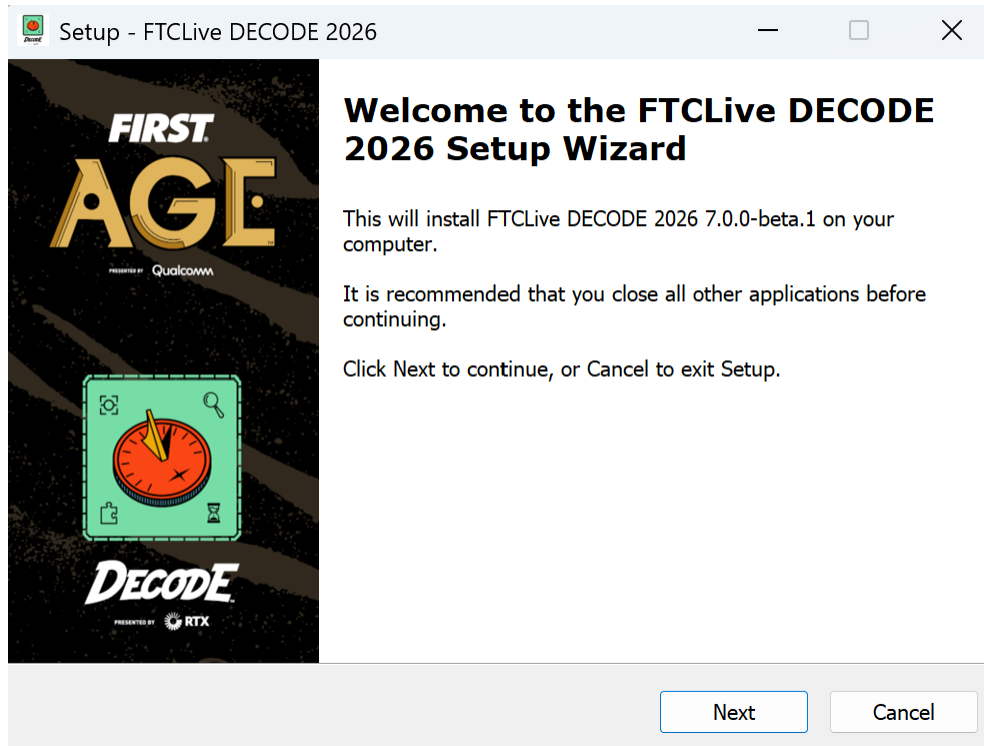 Setup - FTCLive DECODE 2026
FIRST®
AGE™
PRESENTED BY Qualcomm
DECODE™
PRESENTED BY RTX
Welcome to the FTCLive DECODE
2026 Setup Wizard
This will install FTCLive DECODE 2026 7.0.0-beta.1 on your
computer.
It is recommended that you close all other applications before
continuing.
Click Next to continue, or Cancel to exit Setup.
Next
Cancel